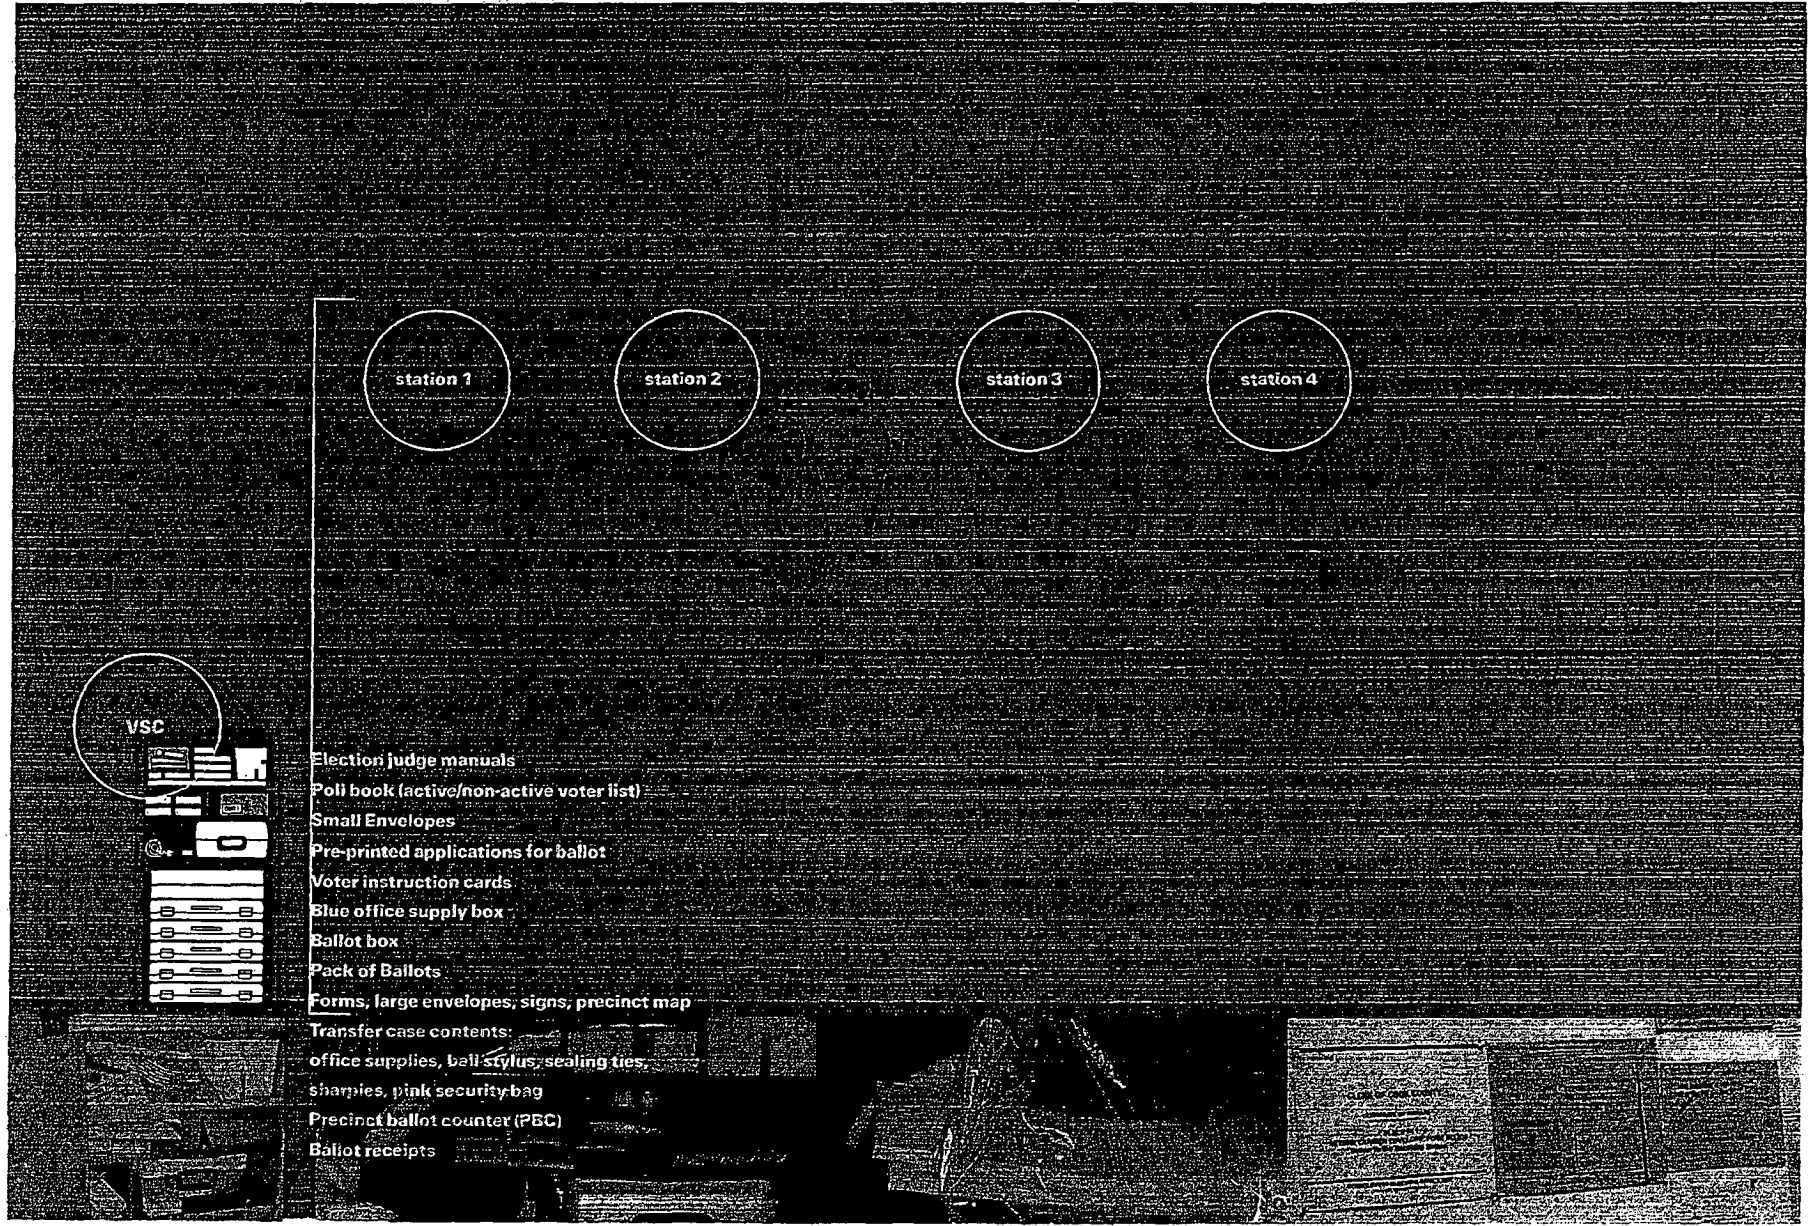 station 1
station 2
station 3
station 4
VSC
Election judge manuals
Poll book (active/non-active voter list)
Small Envelopes
Pre-printed applications for ballot
Voter instruction cards
Blue office supply box
Ballot box
Pack of Ballots
Forms, large envelopes, signs, precinct map
Transfer case contents:
office supplies, ball stylus, sealing ties,
sharpies, pink security bag
Precinct ballot counter (PBC)
Ballot receipts